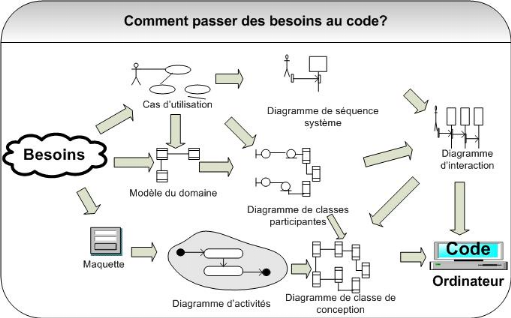 Comment passer des besoins au code?
Cas d'utilisation
Diagramme de séquence
système
Besoins
Diagramme
d'interaction
Modèle du domaine
Diagramme de classes
participantes
Maquette
Code
Ordinateur
Diagramme d'activités
Diagramme de classe de
conception